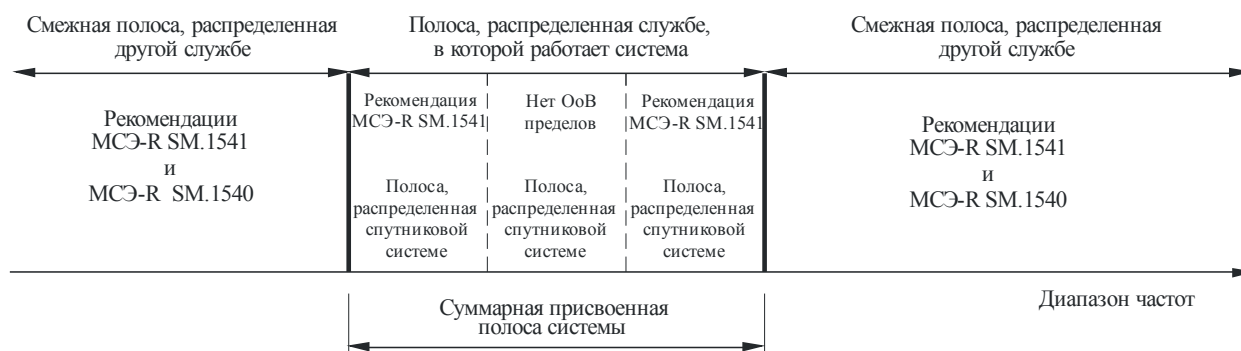 Смежная полоса, распределенная
другой службе
Полоса, распределенная службе,
в которой работает система
Смежная полоса, распределенная
другой службе
Рекомендации
МСЭ-R SM.1541
и
МСЭ-R SM.1540
Рекомендация
МСЭ-R SM.1541
Нет ОоВ
пределов
Рекомендация
МСЭ-R SM.1541
Рекомендации
МСЭ-R SM.1541
и
МСЭ-R SM.1540
Полоса,
распределенная
спутниковой
системе
Полоса,
распределенная
спутниковой
системе
Полоса,
распределенная
спутниковой
системе
Диапазон частот
Суммарная присвоенная
полоса системы